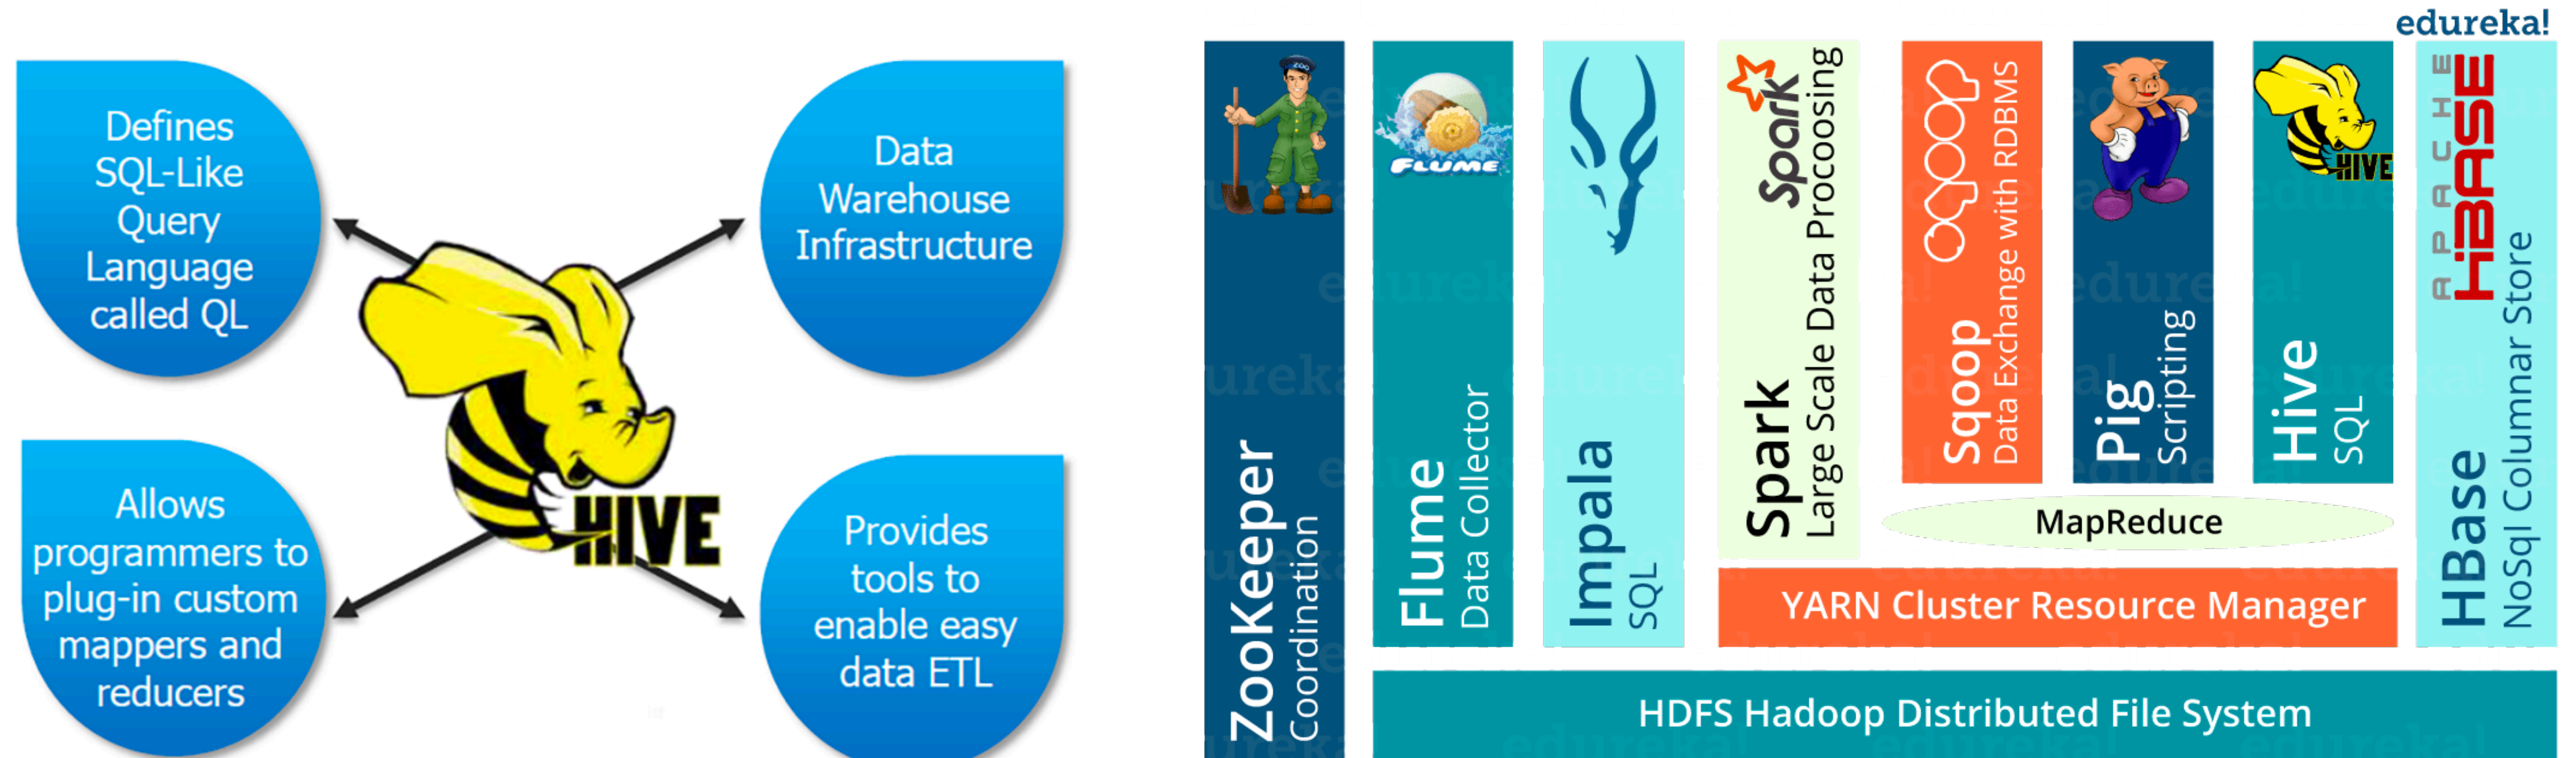 Defines
SQL-Like
Query
Language
called QL
Data
Warehouse
Infrastructure
HIVE
Allows
programmers to
plug-in custom
mappers and
reducers
Provides
tools to
enable easy
data ETL
edureka!
ZOO
ZooKeeper
Coordination
FLUME
Flume
Data Collector
Impala
SQL
Spark
Spark
Large Scale Data Procoosing
sqoop
Sqoop
Data Exchange with RDBMS
Pig
Scripting
HIVE
Hive
SQL
APACHE
HBASE
HBase
NoSql Columnar Store
MapReduce
YARN Cluster Resource Manager
HDFS Hadoop Distributed File System